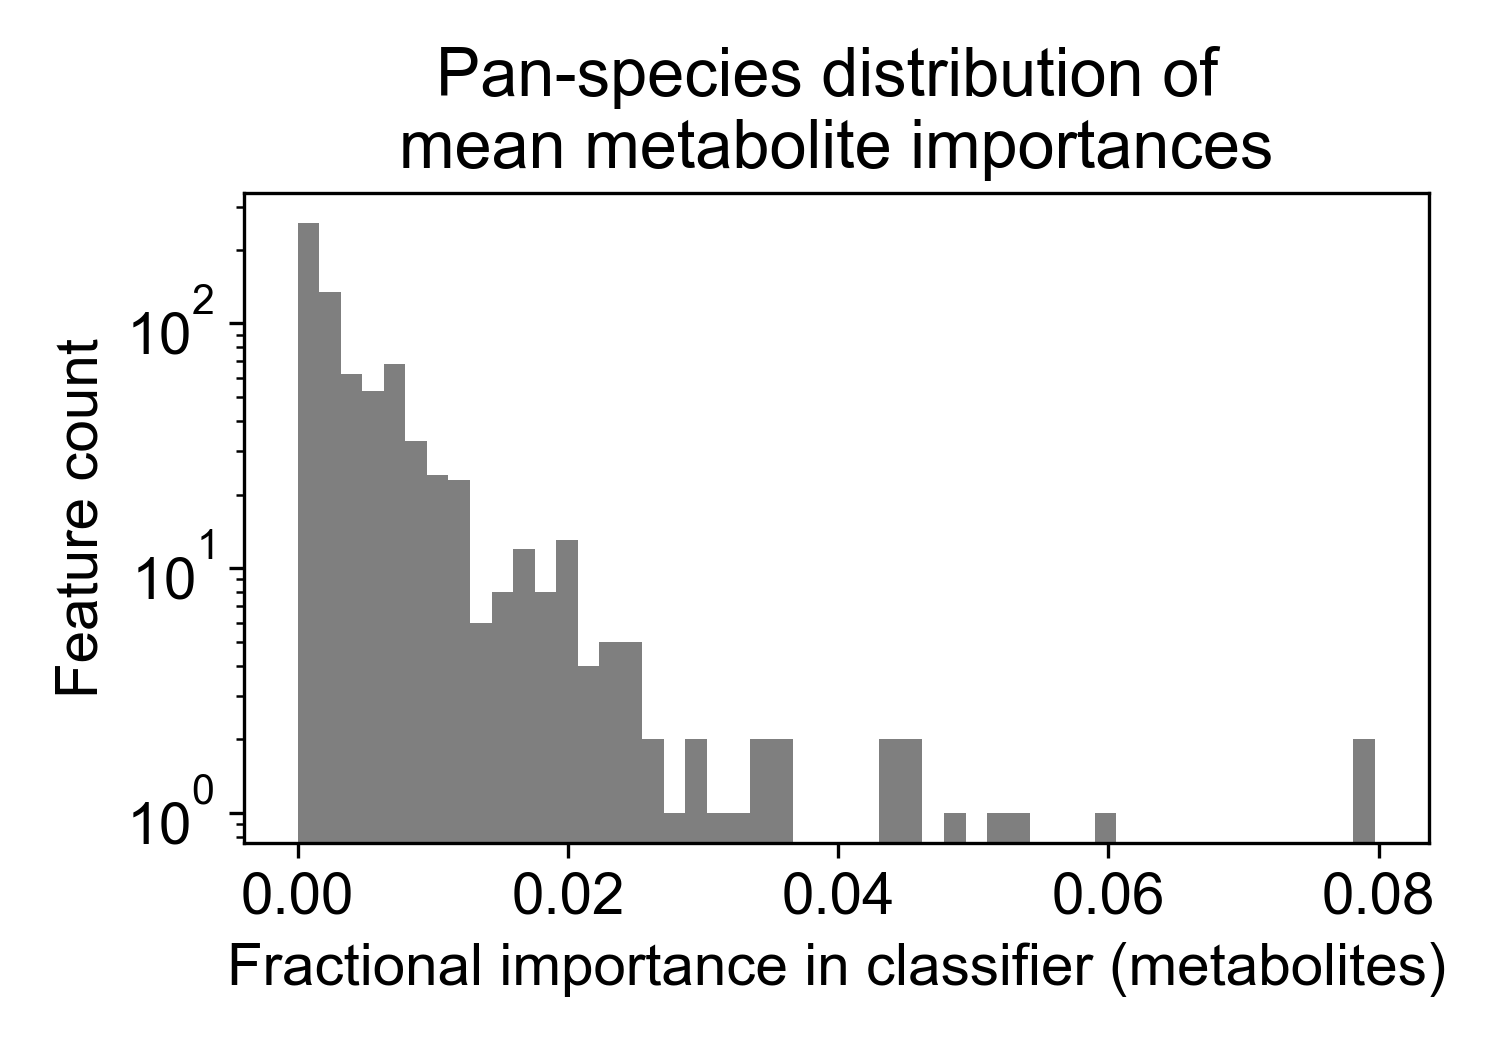 Pan-species distribution of
mean metabolite importances
10^2
10^1
10^0
Feature count
0.00 0.02 0.04 0.06 0.08
Fractional importance in classifier (metabolites)